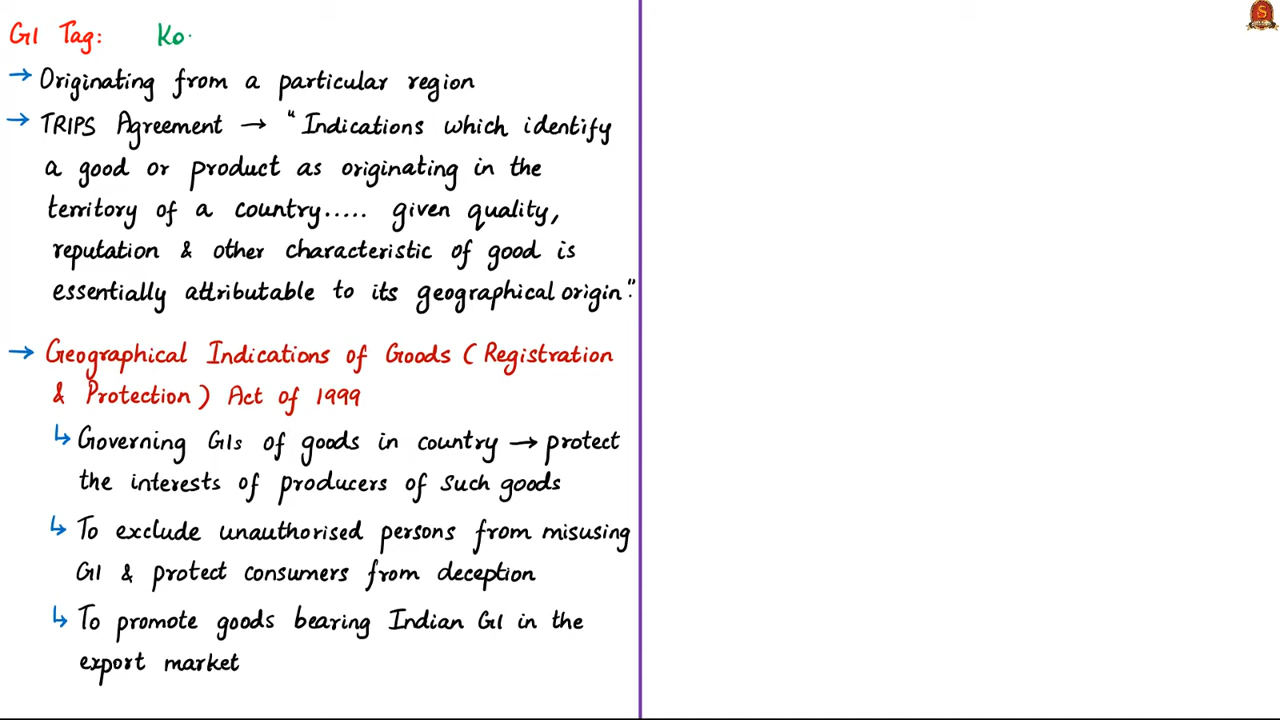 GI Tag: Ko
→ Originating from a particular region
→ TRIPS Agreement → "Indications which identify
a good or product as originating in the
territory of a country..... given quality,
reputation & other characteristic of good is
essentially attributable to its geographical origin".
→ Geographical Indications of Goods (Registration
& Protection) Act of 1999
↳ Governing GIs of goods in country → protect
the interests of producers of such goods
↳ To exclude unauthorised persons from misusing
GI & protect consumers from deception
↳ To promote goods bearing Indian GI in the
export market